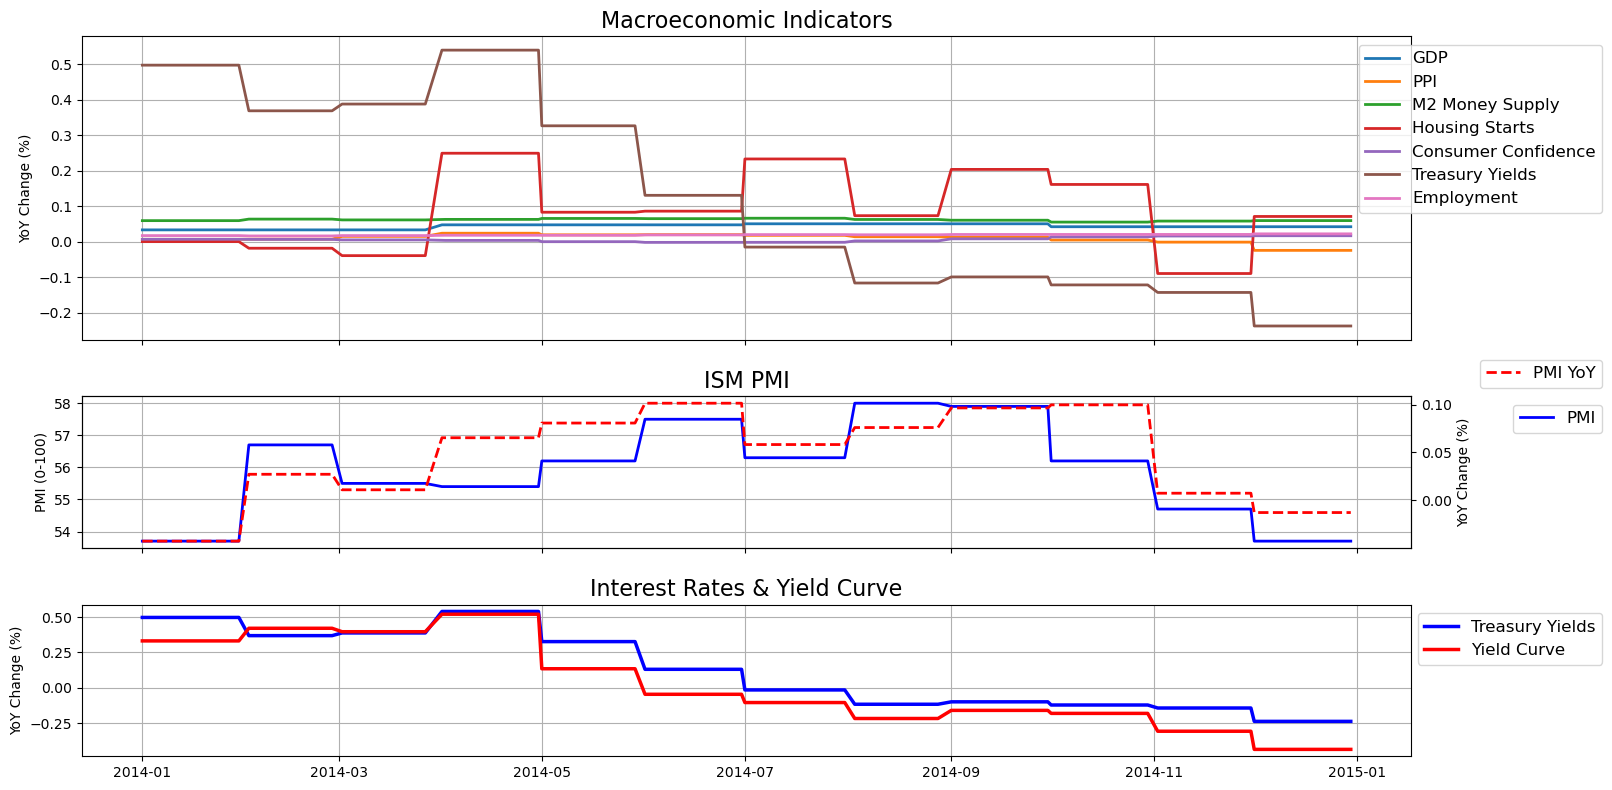 Macroeconomic Indicators
YoY Change (%)
0.5
0.4
0.3
0.2
0.1
0.0
−0.1
−0.2
GDP
PPI
M2 Money Supply
Housing Starts
Consumer Confidence
Treasury Yields
Employment
ISM PMI
PMI (0-100)
58
57
56
55
54
0.10
0.05
0.00
YoY Change (%)
PMI YoY
PMI
Interest Rates & Yield Curve
YoY Change (%)
0.50
0.25
0.00
−0.25
Treasury Yields
Yield Curve
2014-01
2014-03
2014-05
2014-07
2014-09
2014-11
2015-01